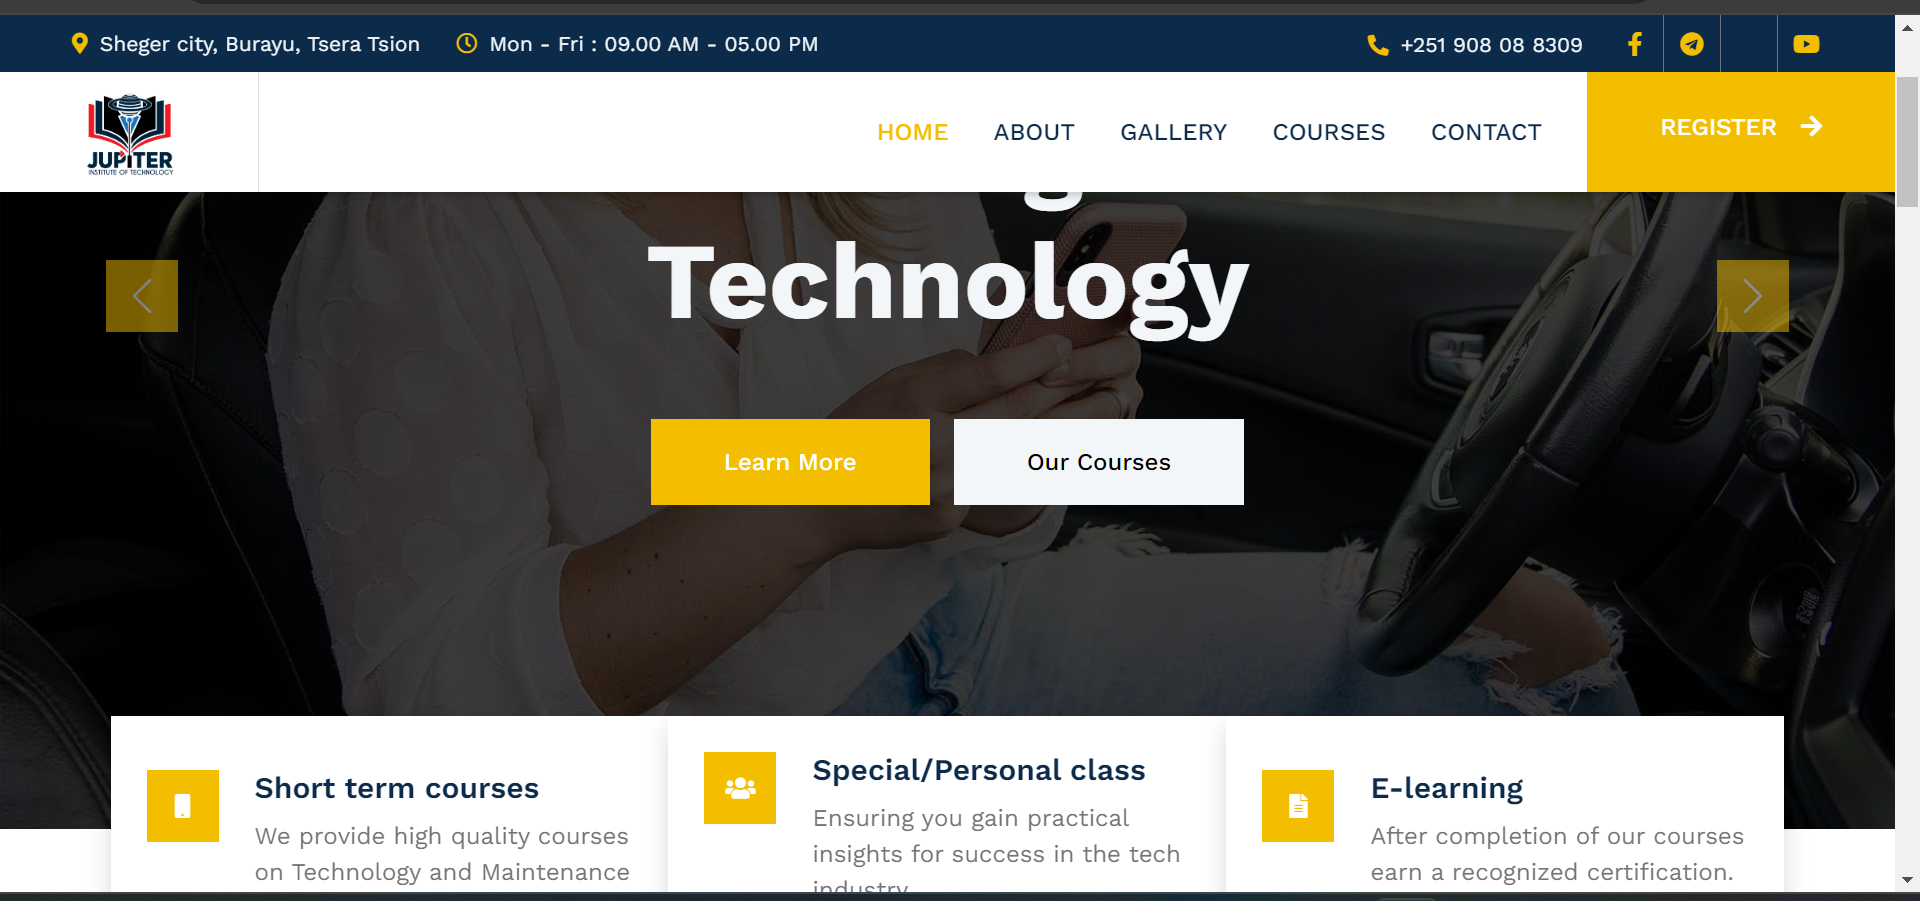 Sheger city, Burayu, Tsera Tsion
Mon - Fri : 09.00 AM - 05.00 PM
+251 908 08 8309
JUPITER
INSTITUTE OF TECHNOLOGY
HOME
ABOUT
GALLERY
COURSES
CONTACT
REGISTER
Technology
Learn More
Our Courses
Short term courses
We provide high quality courses
on Technology and Maintenance
Special/Personal class
Ensuring you gain practical
insights for success in the tech
industry.
E-learning
After completion of our courses
earn a recognized certification.